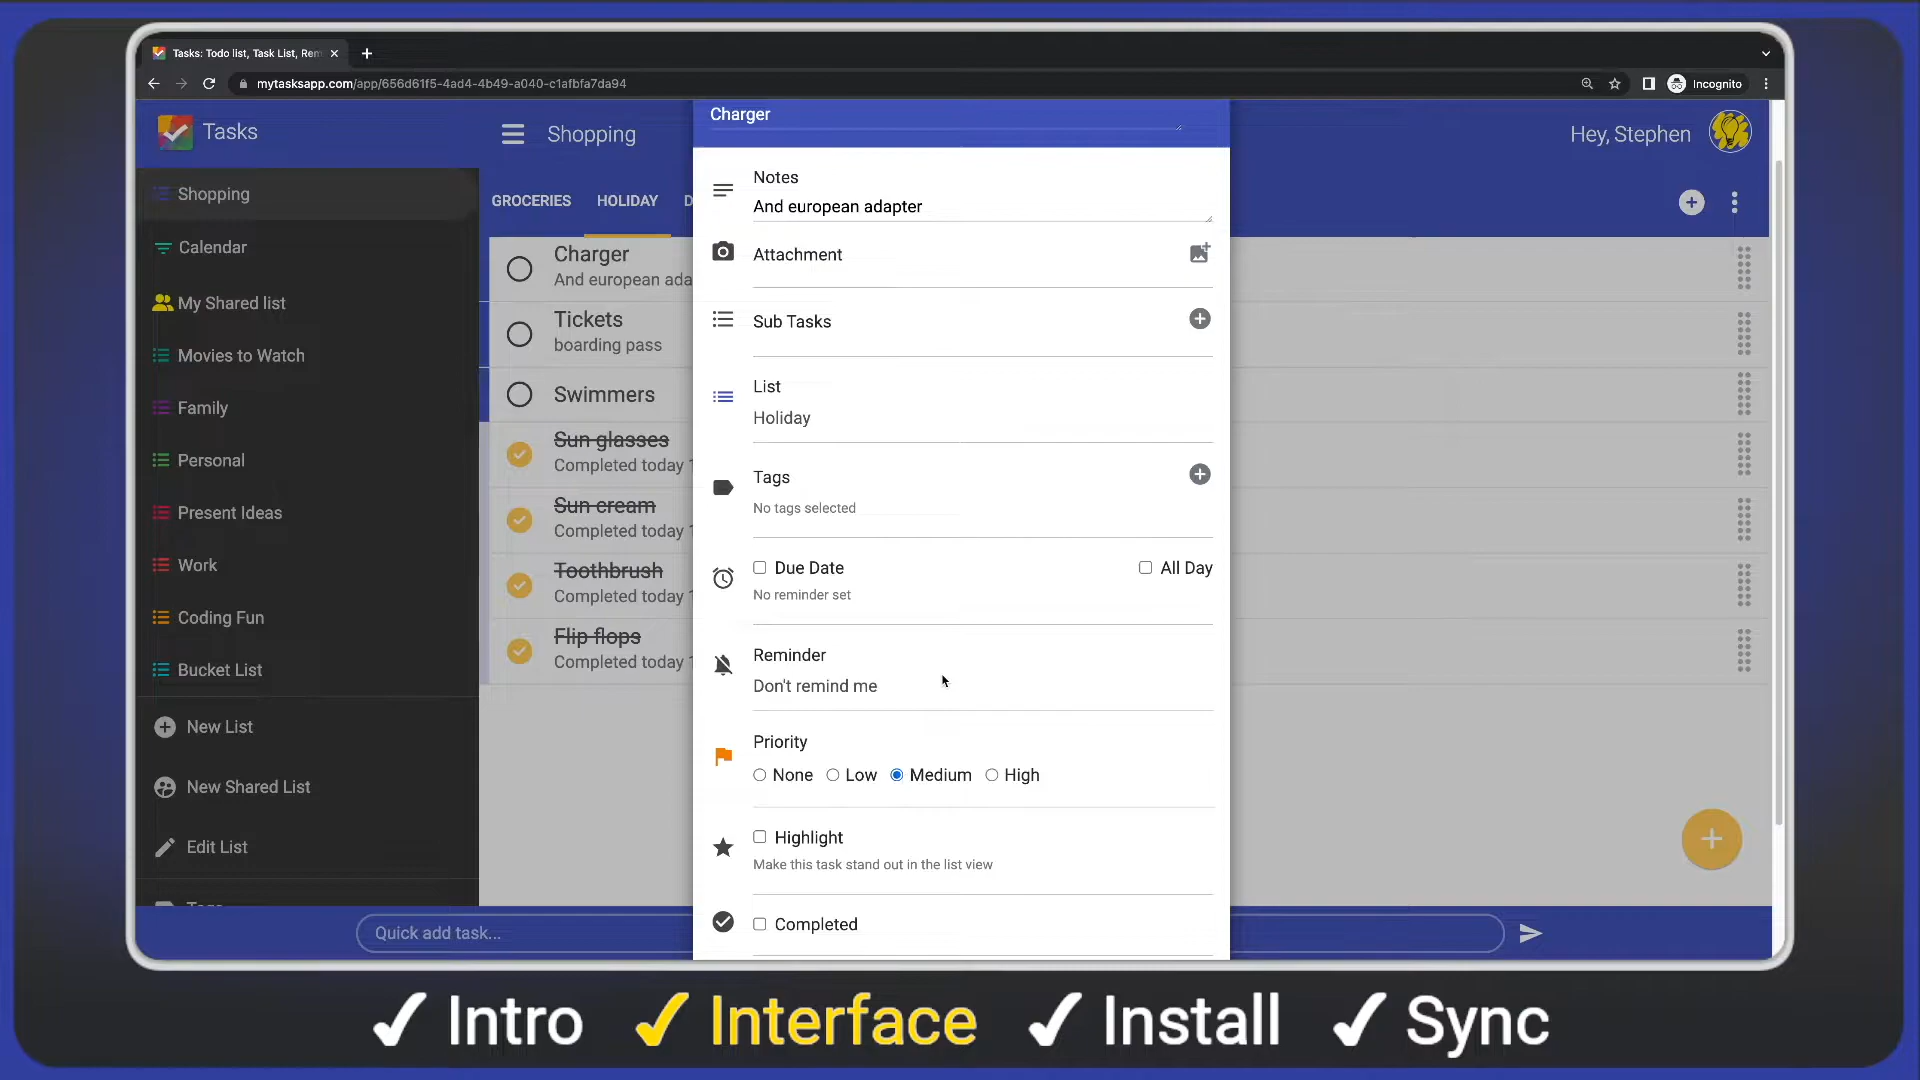 Tasks: Todo list, Task List, Rem
mytasksapp.com/app/656d61f5-4ad4-4b49-a040-c1afbfa7da94
Incognito
Tasks
Shopping
Hey, Stephen
Shopping
Calendar
My Shared list
Movies to Watch
Family
Personal
Present Ideas
Work
Coding Fun
Bucket List
New List
New Shared List
Edit List
GROCERIES HOLIDAY D
Charger
And european ada
Tickets
boarding pass
Swimmers
Sun glasses
Completed today 1
Sun cream
Completed today 1
Toothbrush
Completed today 1
Flip flops
Completed today 1
Charger
Notes
And european adapter
Attachment
Sub Tasks
List
Holiday
Tags
No tags selected
Due Date All Day
No reminder set
Reminder
Don't remind me
Priority
None Low Medium High
Highlight
Make this task stand out in the list view
Completed
Quick add task...
Intro Interface Install Sync